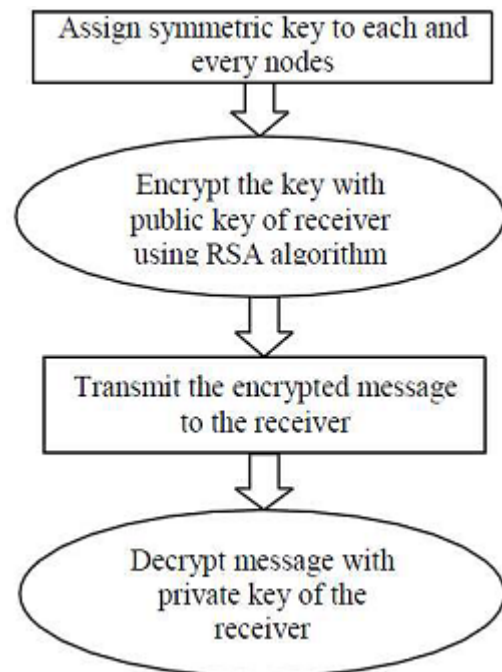 Assign symmetric key to each and
every nodes
Encrypt the key with
public key of receiver
using RSA algorithm
Transmit the encrypted message
to the receiver
Decrypt message with
private key of the
receiver